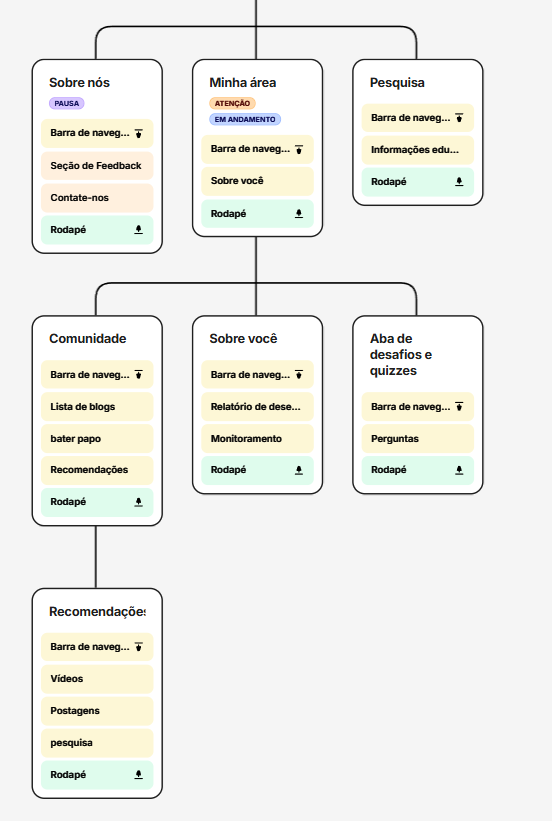 Sobre nós
PAUSA
Barra de naveg...
Seção de Feedback
Contate-nos
Rodapé
Minha área
ATENÇÃO
EM ANDAMENTO
Barra de naveg...
Sobre você
Rodapé
Pesquisa
Barra de naveg...
Informações edu...
Rodapé
Comunidade
Barra de naveg...
Lista de blogs
bater papo
Recomendações
Rodapé
Sobre você
Barra de naveg...
Relatório de dese...
Monitoramento
Rodapé
Aba de
desafios e
quizzes
Barra de naveg...
Perguntas
Rodapé
Recomendações
Barra de naveg...
Vídeos
Postagens
pesquisa
Rodapé